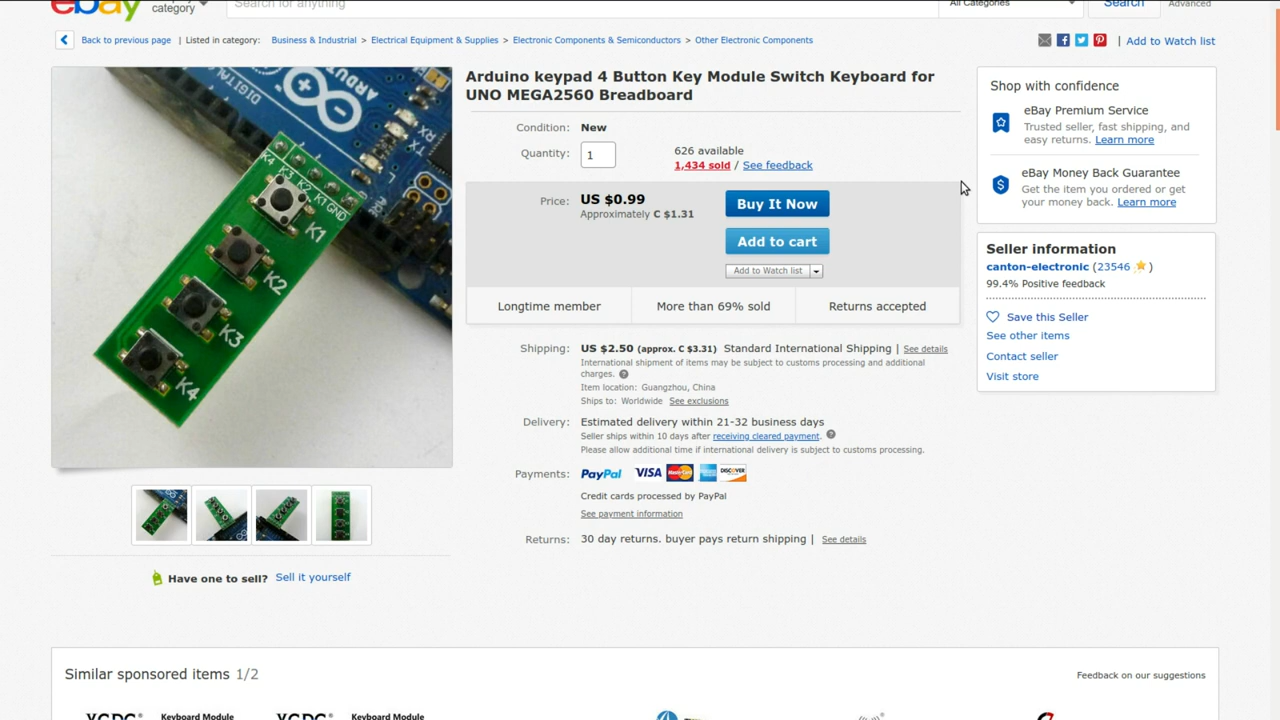 ebay
category
Search for anything
All Categories
Search
Advanced
Back to previous page | Listed in category: Business & Industrial > Electrical Equipment & Supplies > Electronic Components & Semiconductors > Other Electronic Components
| Add to Watch list
Arduino keypad 4 Button Key Module Switch Keyboard for
UNO MEGA2560 Breadboard
Condition: New
Quantity: 1
626 available
1,434 sold / See feedback
Price: US $0.99
Approximately C $1.31
Buy It Now
Add to cart
Add to Watch list
Longtime member
More than 69% sold
Returns accepted
Shipping: US $2.50 (approx. C $3.31) Standard International Shipping | See details
International shipment of items may be subject to customs processing and additional
charges.
Item location: Guangzhou, China
Ships to: Worldwide See exclusions
Delivery: Estimated delivery within 21-32 business days
Seller ships within 10 days after receiving cleared payment.
Please allow additional time if international delivery is subject to customs processing.
Payments: PayPal VISA MasterCard DISCOVER
Credit cards processed by PayPal
See payment information
Returns: 30 day returns. buyer pays return shipping | See details
Shop with confidence
eBay Premium Service
Trusted seller, fast shipping, and
easy returns. Learn more
eBay Money Back Guarantee
Get the item you ordered or get
your money back. Learn more
Seller information
canton-electronic (23546 )
99.4% Positive feedback
Save this Seller
See other items
Contact seller
Visit store
DIGITAL
ARDUINO
TX
RX
K4 K3 K2 K1 GND
K1
K2
K3
K4
Have one to sell? Sell it yourself
Similar sponsored items 1/2
Feedback on our suggestions
Keyboard Module
Keyboard Module